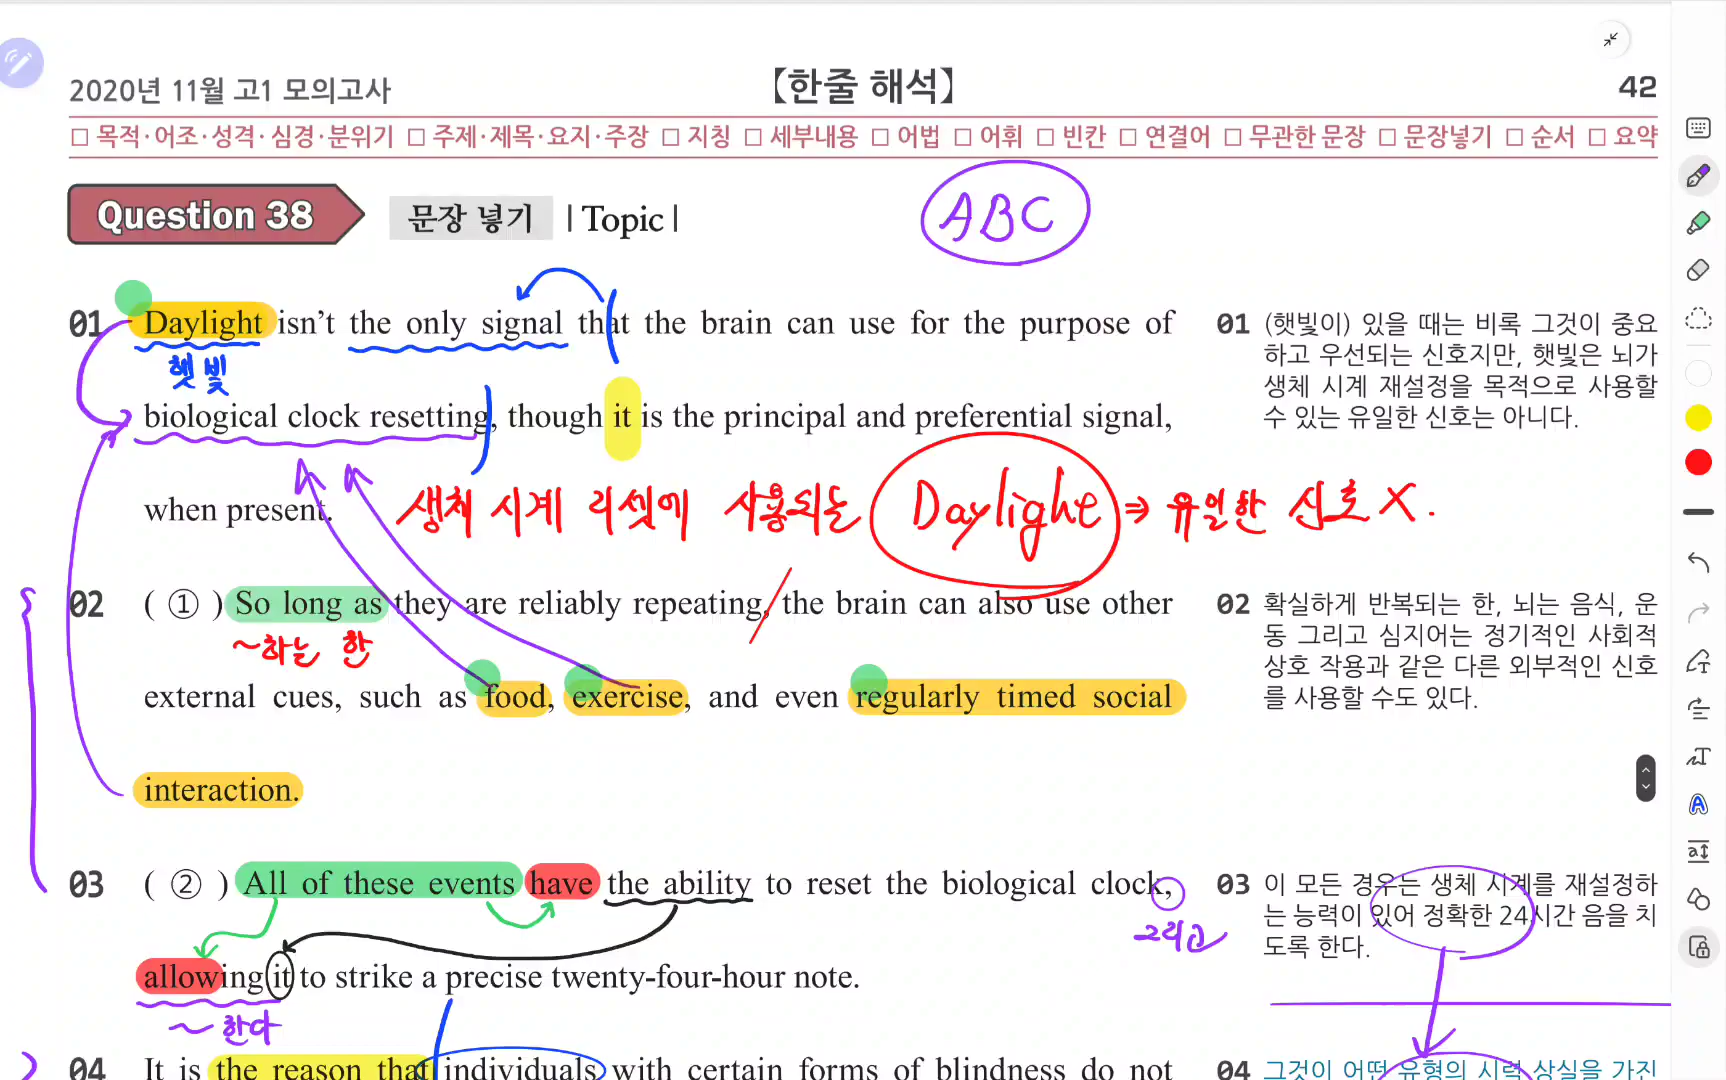 2020년 11월 고1 모의고사
【한줄 해석】
42
□ 목적·어조·성격·심경·분위기 □ 주제·제목·요지·주장 □ 지칭 □ 세부내용 □ 어법 □ 어휘 □ 빈칸 □ 연결어 □ 무관한 문장 □ 문장넣기 □ 순서 □ 요약
Question 38
문장 넣기 | Topic |
ABC
01 Daylight isn't the only signal that the brain can use for the purpose of
햇빛
biological clock resetting, though it is the principal and preferential signal,
when present.
생체 시계 리셋에 사용되는 Daylight ⇒ 유일한 신호 X.
01 (햇빛이) 있을 때는 비록 그것이 중요
하고 우선되는 신호지만, 햇빛은 뇌가
생체 시계 재설정을 목적으로 사용할
수 있는 유일한 신호는 아니다.
02 ( ① ) So long as they are reliably repeating, the brain can also use other
~하는 한
external cues, such as food, exercise, and even regularly timed social
interaction.
02 확실하게 반복되는 한, 뇌는 음식, 운
동 그리고 심지어는 정기적인 사회적
상호 작용과 같은 다른 외부적인 신호
를 사용할 수도 있다.
03 ( ② ) All of these events have the ability to reset the biological clock,
그리고
allowing it to strike a precise twenty-four-hour note.
~한다
03 이 모든 경우는 생체 시계를 재설정하
는 능력이 있어 정확한 24시간 음을 치
도록 한다.
04 It is the reason that individuals with certain forms of blindness do not
04 그것이 어떤 유형의 시력 상실을 가진